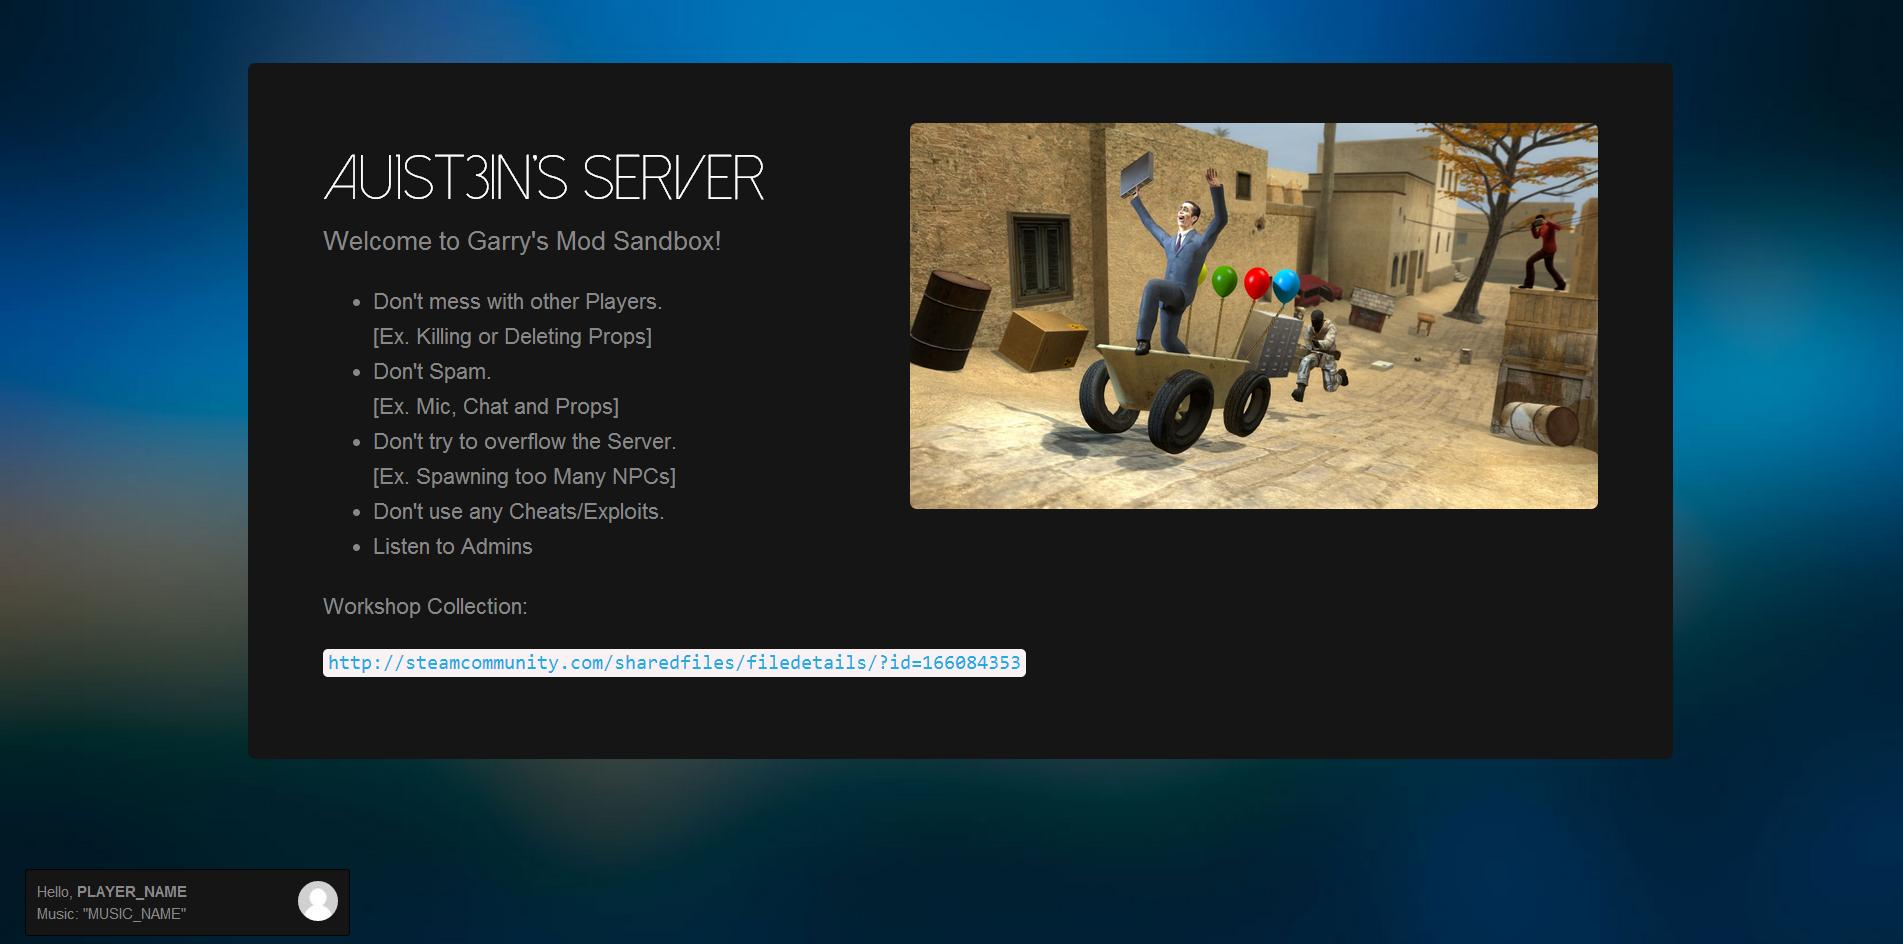 AU1ST3IN'S SERVER
Welcome to Garry's Mod Sandbox!
• Don't mess with other Players.
[Ex. Killing or Deleting Props]
• Don't Spam.
[Ex. Mic, Chat and Props]
• Don't try to overflow the Server.
[Ex. Spawning too Many NPCs]
• Don't use any Cheats/Exploits.
• Listen to Admins
Workshop Collection:
http://steamcommunity.com/sharedfiles/filedetails/?id=166084353
Hello, PLAYER_NAME
Music: "MUSIC_NAME"